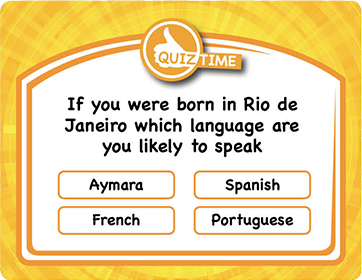 QUIZ TIME
If you were born in Rio de
Janeiro which language are
you likely to speak
Aymara
Spanish
French
Portuguese